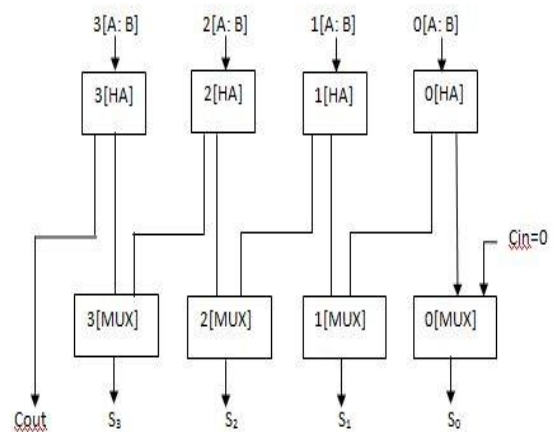 3[A: B] 2[A: B] 1[A: B] 0[A: B]
3[HA] 2[HA] 1[HA] 0[HA]
Cin=0
3[MUX] 2[MUX] 1[MUX] 0[MUX]
Cout S₃ S₂ S₁ S₀